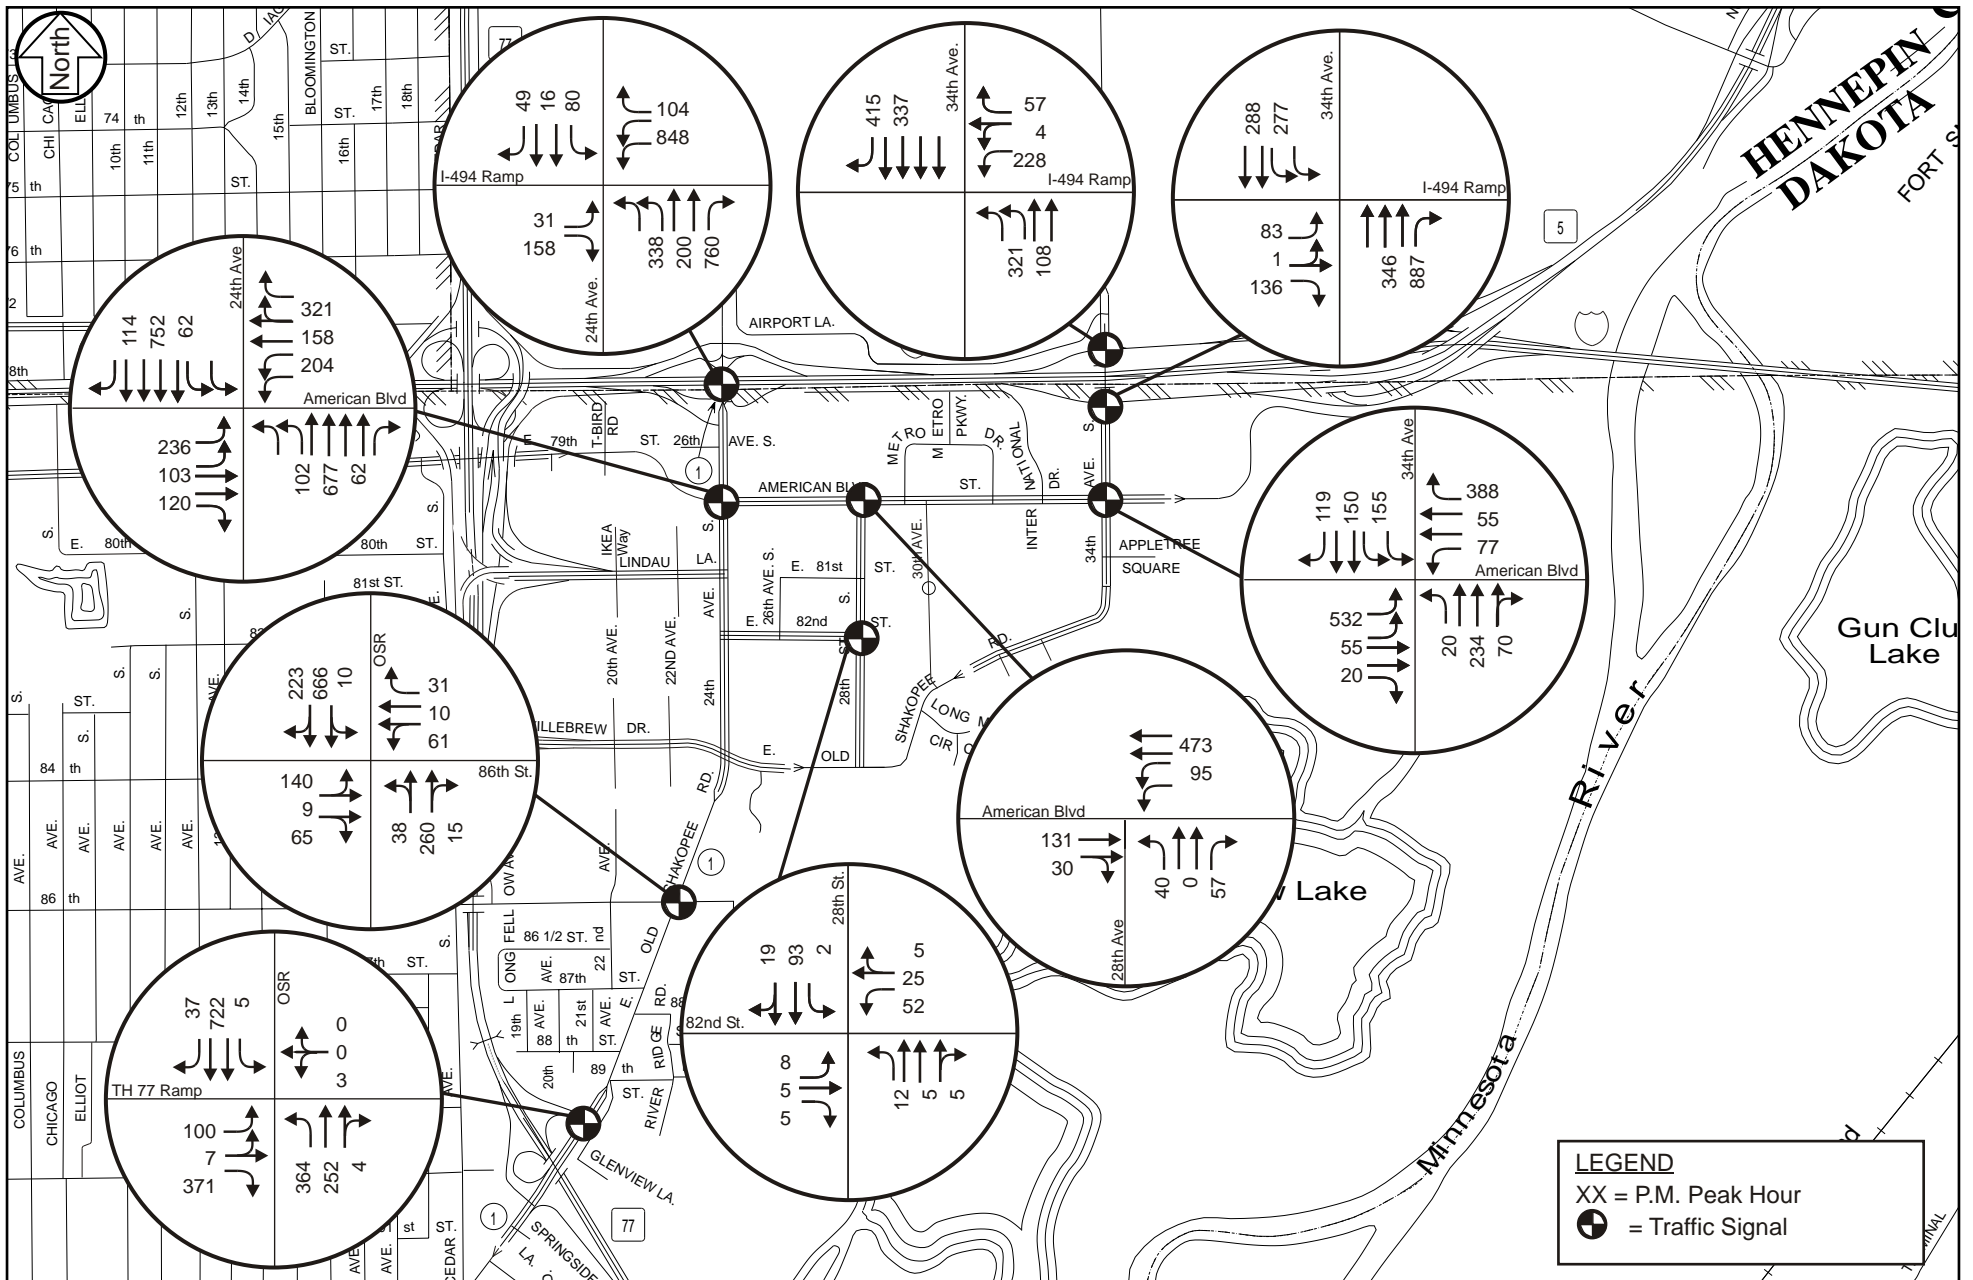 North
HENNEPIN
DAKOTA
77
5
BLOOMINGTON
ST.
ST.
ST.
74 th
10th
11th
12th
13th
14th
15th
16th
17th
18th
75 th
76 th
AIRPORT LA.
49
16
80
104
848
I-494 Ramp
31
158
338
200
760
24th Ave.
415
337
34th Ave.
57
4
228
I-494 Ramp
321
108
288
277
34th Ave.
I-494 Ramp
83
1
136
346
887
114
752
62
24th Ave
321
158
204
American Blvd
236
103
120
102
677
62
119
150
155
34th Ave
388
55
77
American Blvd
532
55
20
20
234
70
T-BIRD
RD
E 79th ST.
26th AVE. S.
METRO DR.
METRO
PKWY.
INTER NATIONAL
DR.
ST.
AMERICAN BLV
1
IKEA
Way
LINDAU LA.
E. 80th
80th ST.
81st ST.
E. 81st ST.
E. 82nd ST.
26th AVE. S.
30th AVE.
34th
AVE.
S.
APPLETREE
SQUARE
20th AVE.
22ND AVE.
24th
AVE.
S.
28th
ILLEBREW DR.
E. OLD
SHAKOPEE
RD.
LONG M
CIR
223
666
10
OSR
31
10
61
86th St.
140
9
65
38
260
15
473
95
American Blvd
131
30
40
0
57
28th Ave
19
93
2
28th St.
5
25
52
82nd St.
8
5
5
12
5
5
37
722
5
OSR
0
0
3
TH 77 Ramp
100
7
371
364
252
4
84 th
86 th
AVE.
COLUMBUS
CHICAGO
ELLIOT
OLD
SHAKOPEE
RD.
1
86 1/2 ST.
22 nd
87th ST.
19th
AVE.
21st
AVE.
88 th ST.
20th
89 th
ST.
RIVER RIDGE RD.
GLENVIEW LA.
SPRINGSIDE
LA.
1
77
CEDAR ST.
Gun Clu
Lake
Lake
Minnesota
River
LEGEND
XX = P.M. Peak Hour
= Traffic Signal